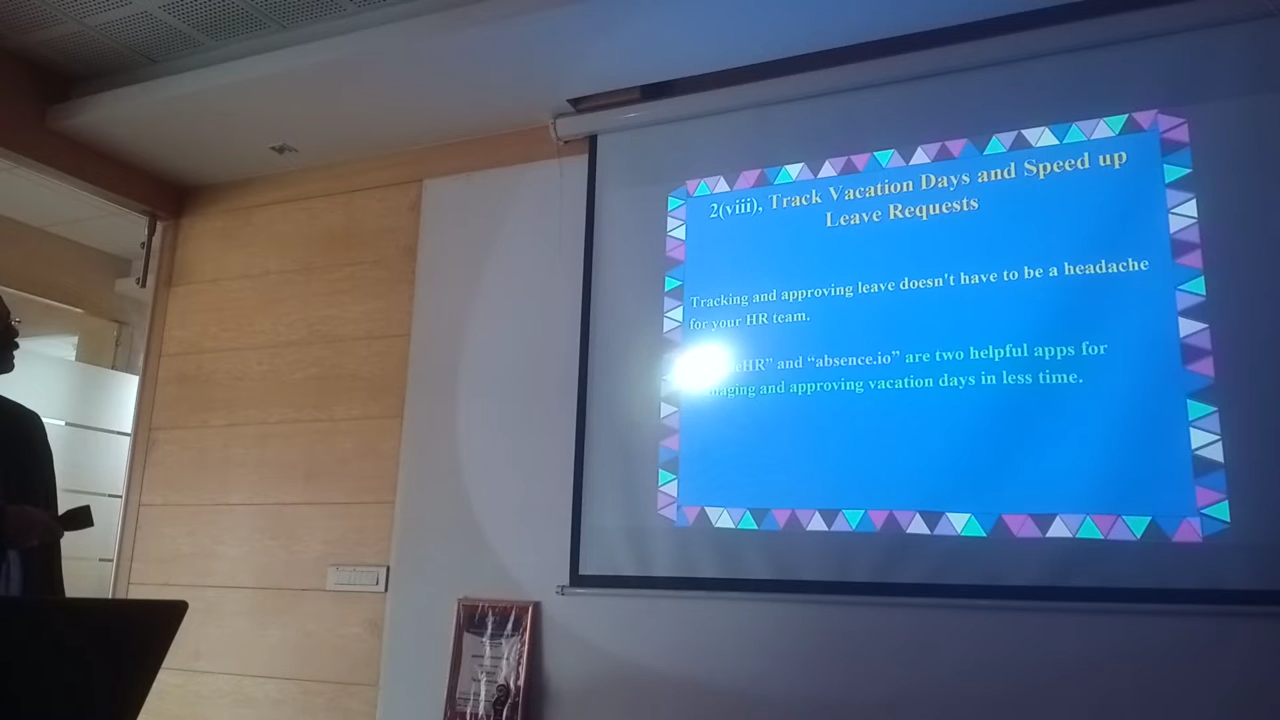 2(viii), Track Vacation Days and Speed up
Leave Requests
Tracking and approving leave doesn't have to be a headache
for your HR team.
and “absence.io” are two helpful apps for
and approving vacation days in less time.